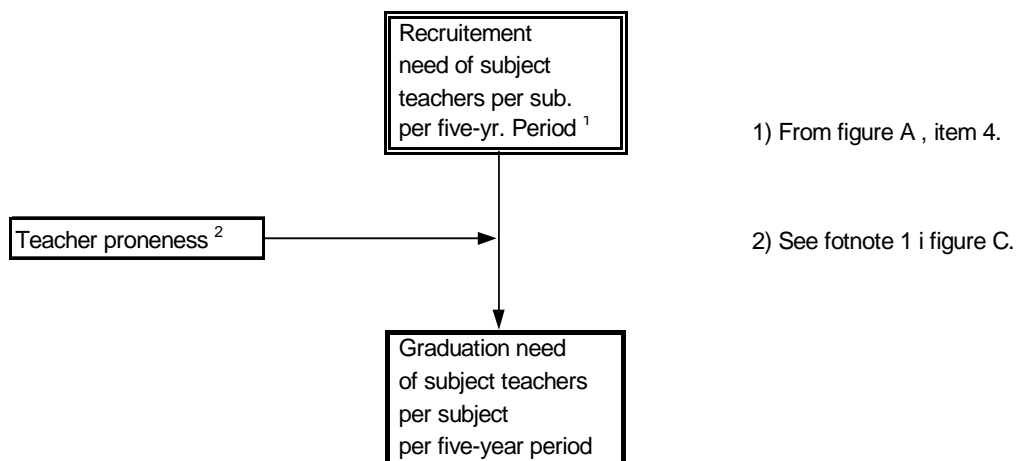 Recruitement
need of subject
teachers per sub.
per five-yr. Period 1
1) From figure A , item 4.
Teacher proneness 2
2) See fotnote 1 i figure C.
Graduation need
of subject teachers
per subject
per five-year period